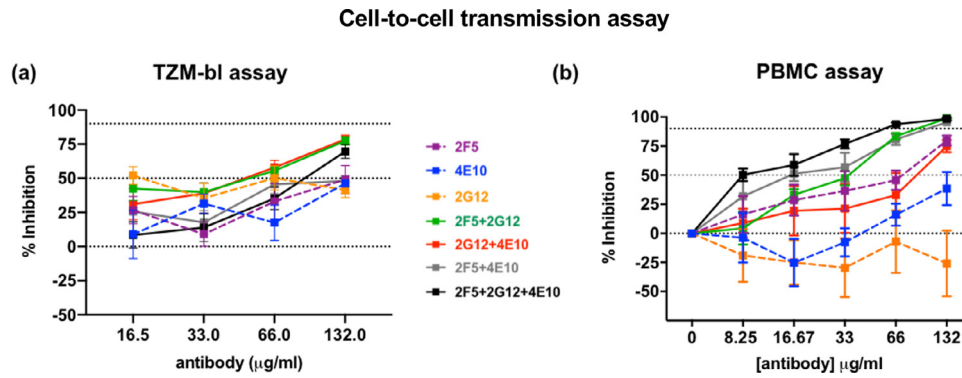 Cell-to-cell transmission assay
(a)
TZM-bl assay
% Inhibition
100
75
50
25
0
-25
-50
16.5 33.0 66.0 132.0
antibody (μg/ml)
2F5
4E10
2G12
2F5+2G12
2G12+4E10
2F5+4E10
2F5+2G12+4E10
(b)
PBMC assay
% Inhibition
100
75
50
25
0
-25
-50
0 8.25 16.67 33 66 132
[antibody] μg/ml